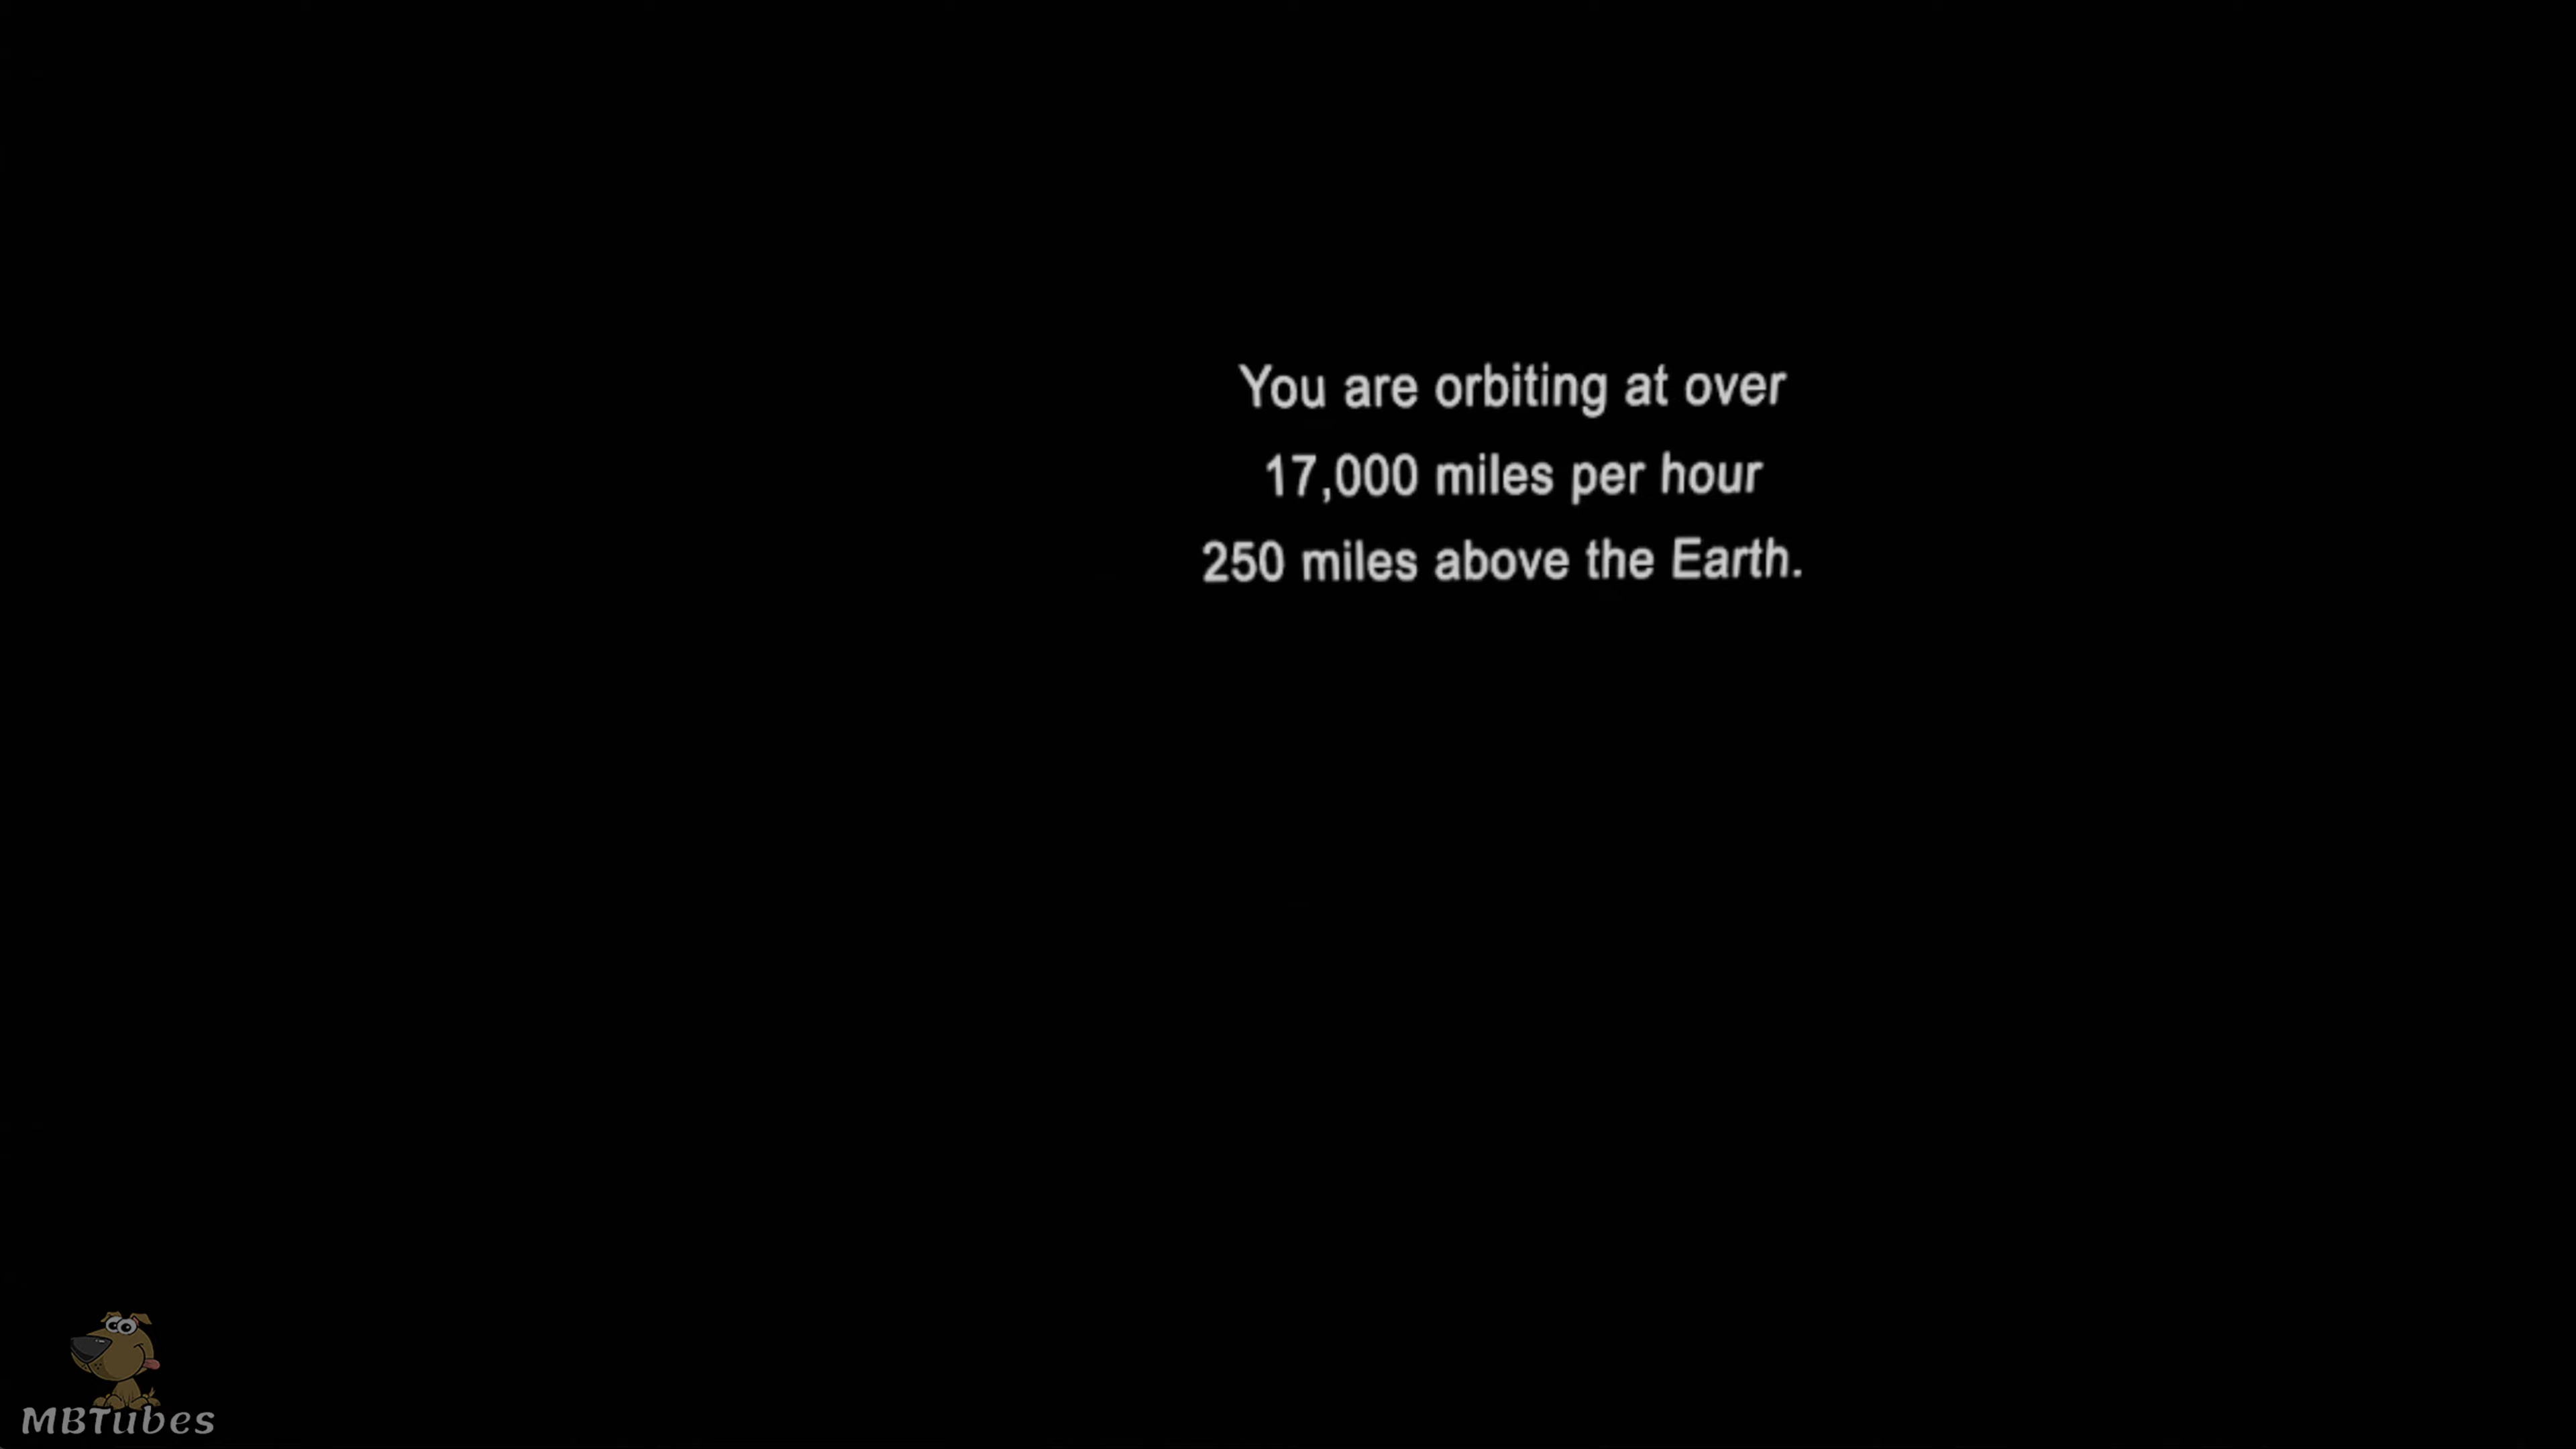 You are orbiting at over
17,000 miles per hour
250 miles above the Earth.
MBTubes